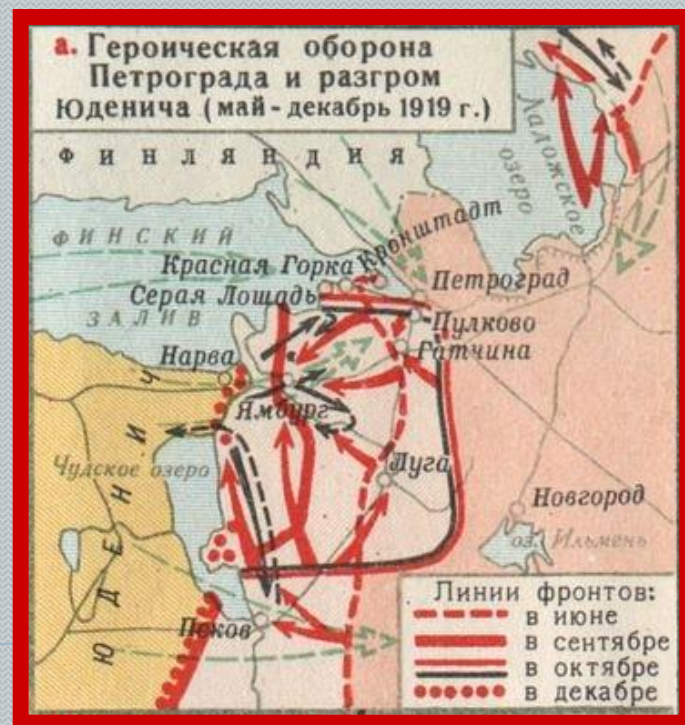 а. Героическая оборона
Петрограда и разгром
Юденича (май-декабрь 1919 г.)
ФИНЛЯНДИЯ
Ладожское
озеро
ФИНСКИЙ
ЗАЛИВ
Кронштадт
Красная Горка
Серая Лошадь
Петроград
Пулково
Гатчина
Нарва
Ямбург
Чудское озеро
Луга
Новгород
оз. Ильмень
Псков
ЮДЕНИЧ
Линии фронтов:
в июне
в сентябре
в октябре
в декабре